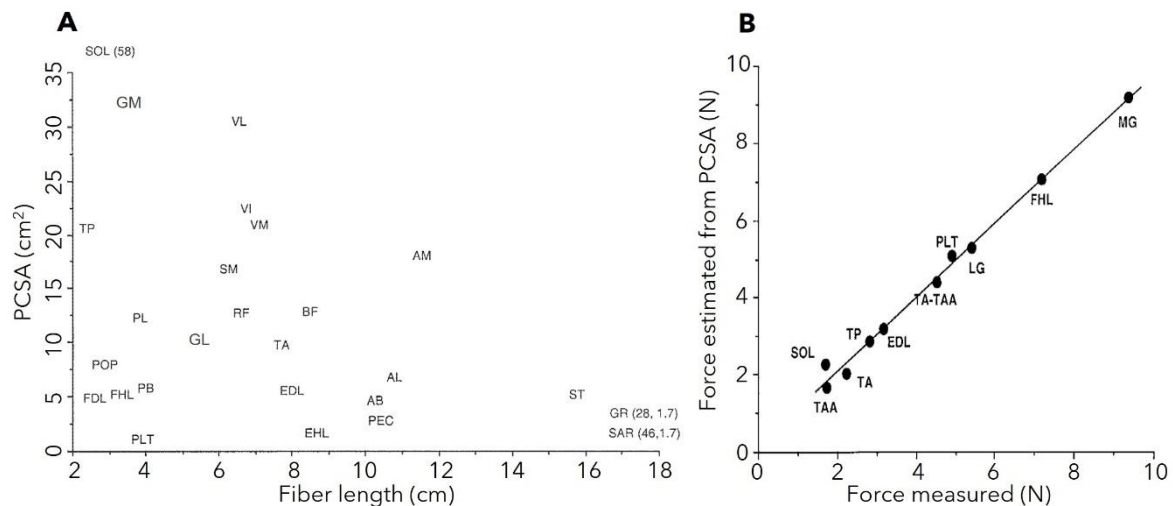 A
SOL (58)
35
GM
30
VL
25
VI
VM
20
TP
AM
15
SM
PL
RF
BF
10
GL
TA
POP
AL
5
FDL
FHL
PB
EDL
AB
ST
PEC
GR (28, 1.7)
PLT
EHL
SAR (46,1.7)
0
2
4
6
8
10
12
14
16
18
PCSA (cm²)
Fiber length (cm)
B
10
8
6
4
2
0
MG
FHL
PLT
LG
TA-TAA
TP
EDL
SOL
TA
TAA
0
2
4
6
8
10
Force estimated from PCSA (N)
Force measured (N)